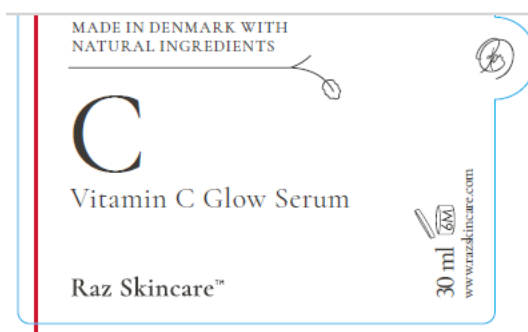 MADE IN DENMARK WITH
NATURAL INGREDIENTS
C
Vitamin C Glow Serum
Raz Skincare™
30 ml
6M
www.razskincare.com